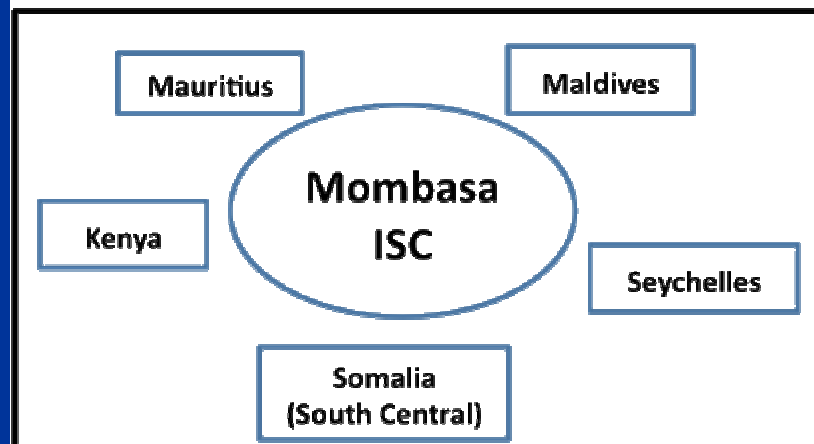 Mauritius
Maldives
Mombasa
ISC
Kenya
Seychelles
Somalia
(South Central)